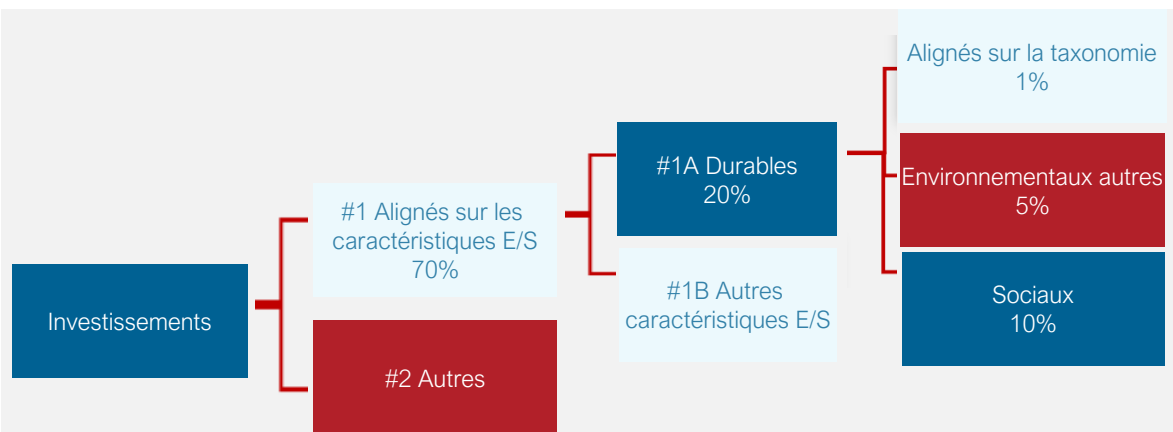 Investissements
#1 Alignés sur les
caractéristiques E/S
70%
#2 Autres
#1A Durables
20%
#1B Autres
caractéristiques E/S
Alignés sur la taxonomie
1%
Environnementaux autres
5%
Sociaux
10%